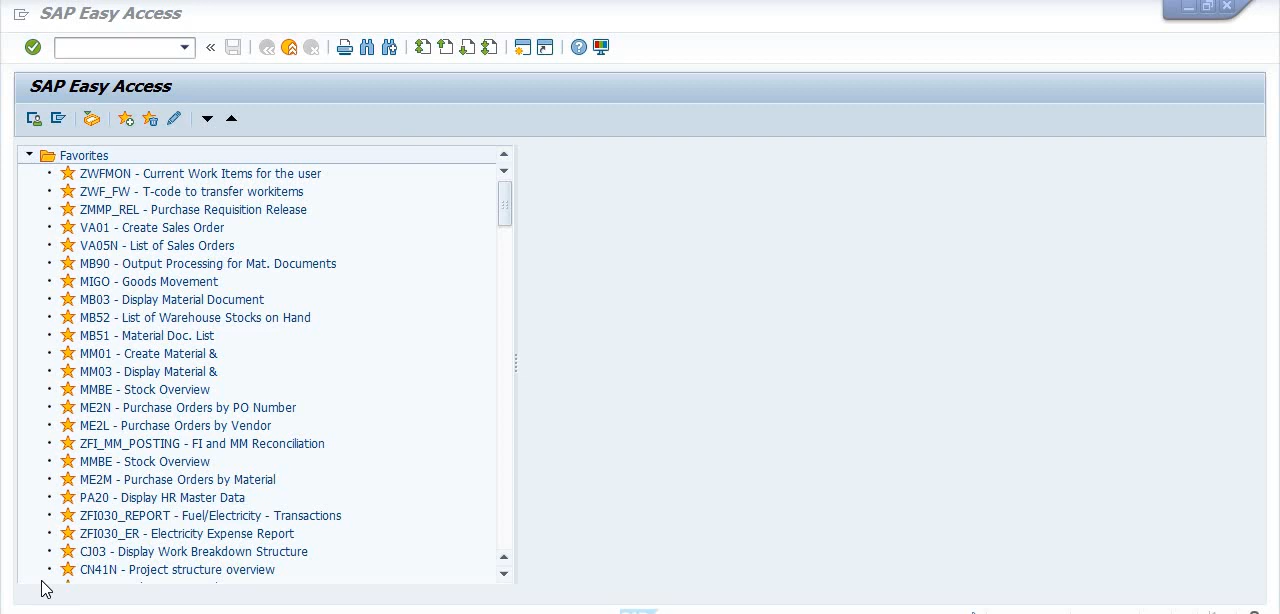 SAP Easy Access
SAP Easy Access
Favorites
ZWFMON - Current Work Items for the user
ZWF_FW - T-code to transfer workitems
ZMMP_REL - Purchase Requisition Release
VA01 - Create Sales Order
VA05N - List of Sales Orders
MB90 - Output Processing for Mat. Documents
MIGO - Goods Movement
MB03 - Display Material Document
MB52 - List of Warehouse Stocks on Hand
MB51 - Material Doc. List
MM01 - Create Material &
MM03 - Display Material &
MMBE - Stock Overview
ME2N - Purchase Orders by PO Number
ME2L - Purchase Orders by Vendor
ZFI_MM_POSTING - FI and MM Reconciliation
MMBE - Stock Overview
ME2M - Purchase Orders by Material
PA20 - Display HR Master Data
ZFI030_REPORT - Fuel/Electricity - Transactions
ZFI030_ER - Electricity Expense Report
CJ03 - Display Work Breakdown Structure
CN41N - Project structure overview